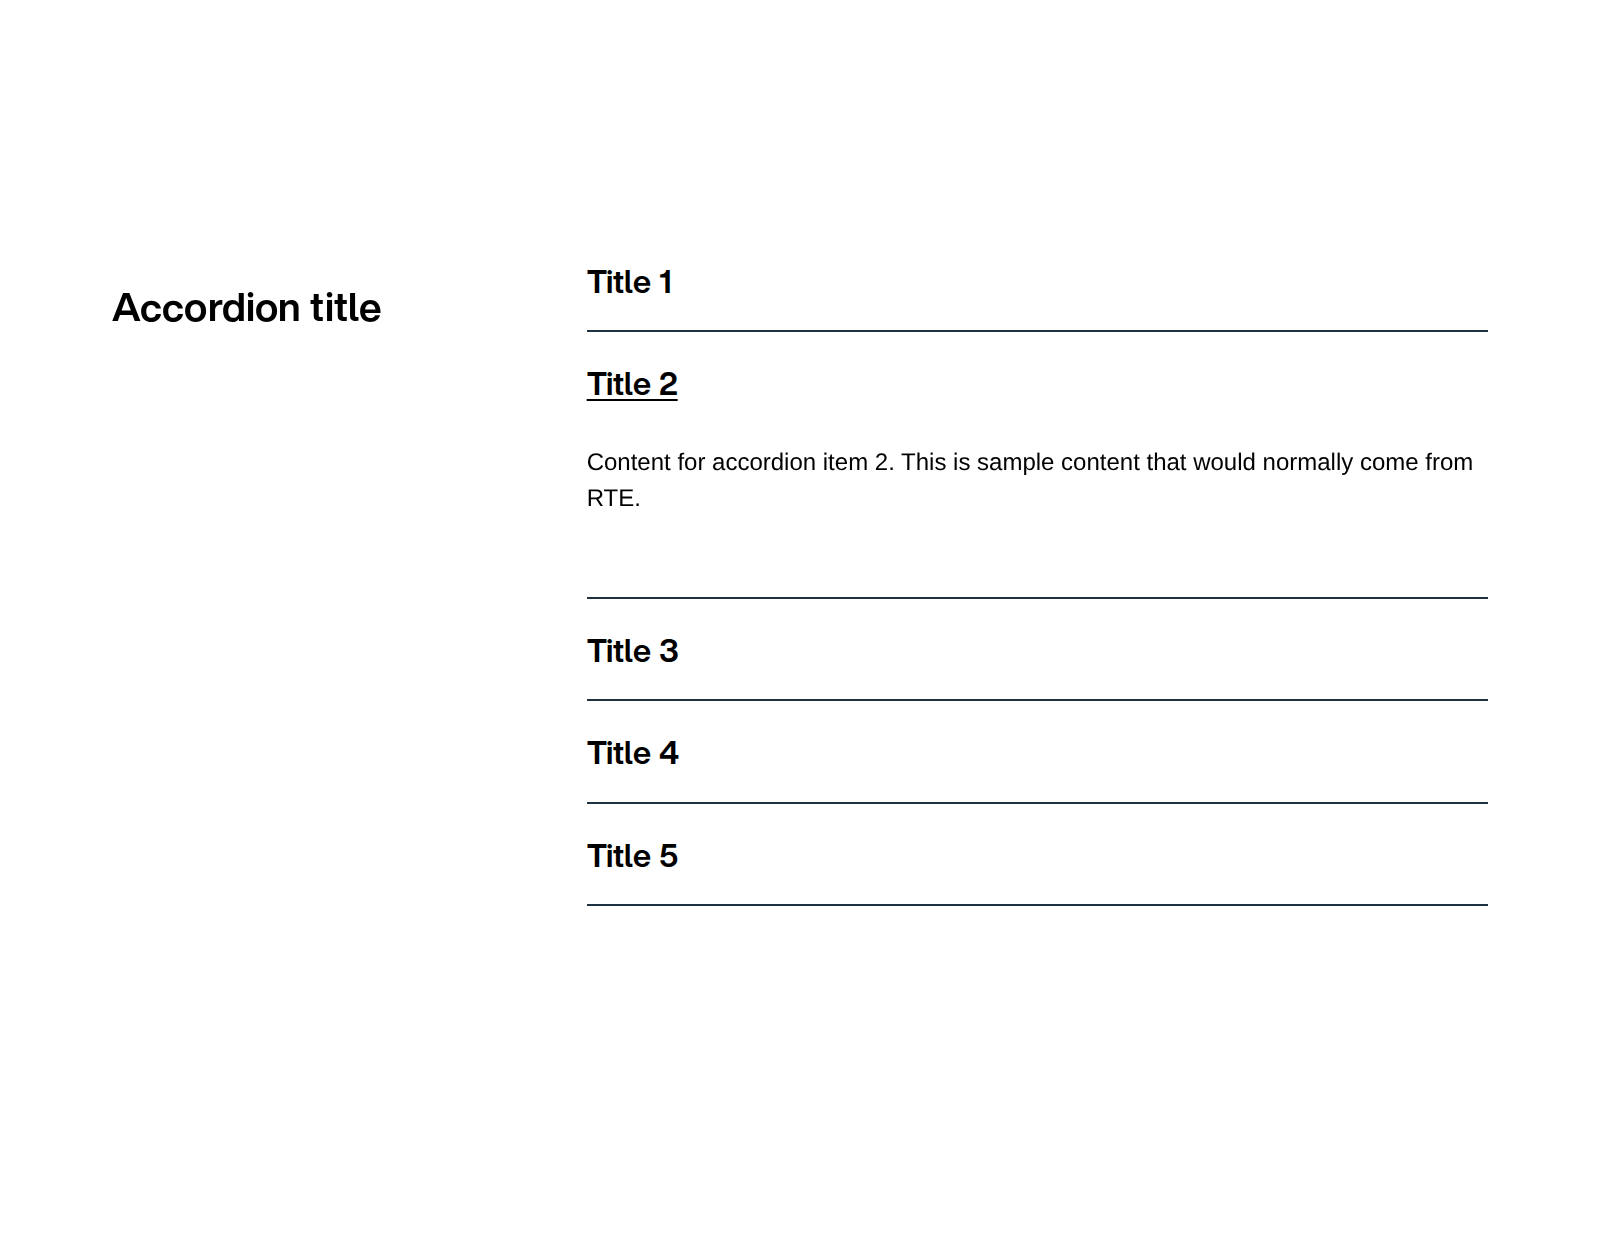 Accordion title
Title 1
Title 2
Content for accordion item 2. This is sample content that would normally come from
RTE.
Title 3
Title 4
Title 5